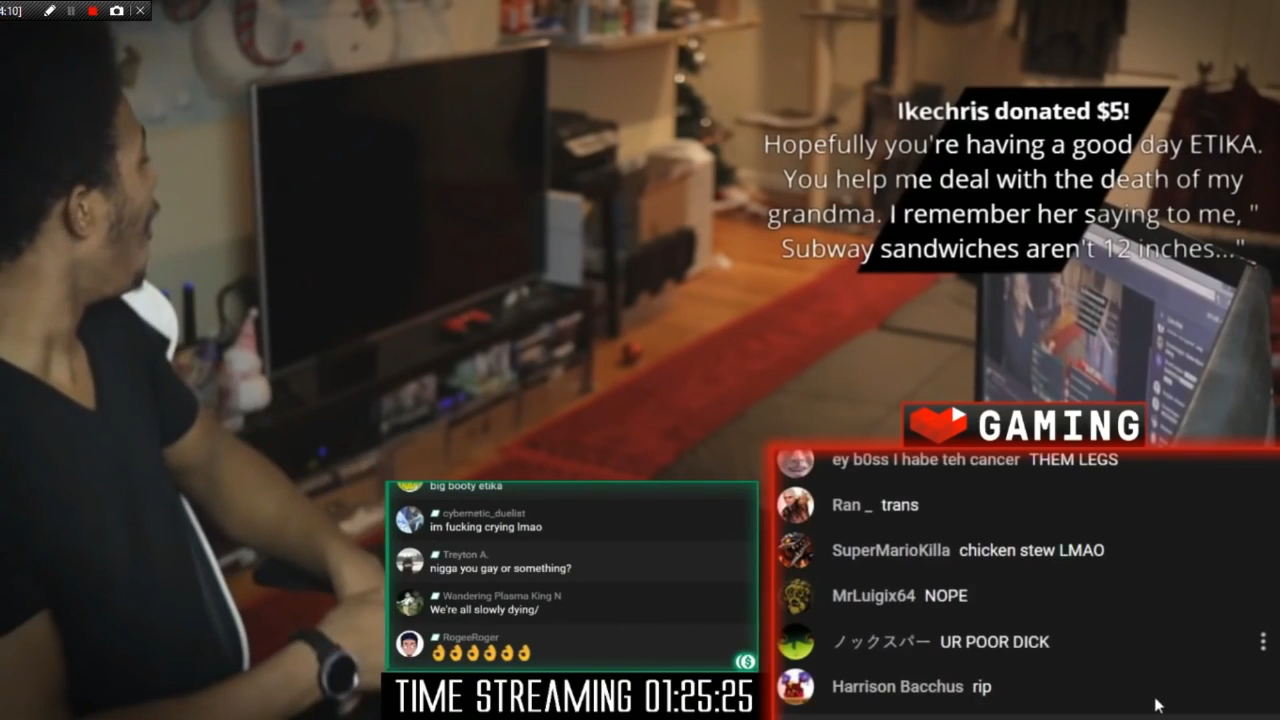 4:10]
Ikechris donated $5!
Hopefully you're having a good day ETIKA.
You help me deal with the death of my
grandma. I remember her saying to me, "
Subway sandwiches aren't 12 inches..."
GAMING
ey b0ss I habe teh cancer THEM LEGS
Ran _ trans
SuperMarioKilla chicken stew LMAO
MrLuigix64 NOPE
ノックスパー UR POOR DICK
Harrison Bacchus rip
big booty etika
cybernetic_duelist
im fucking crying lmao
Treyton A.
nigga you gay or something?
Wandering Plasma King N
We're all slowly dying/
RogeeRoger
👌👌👌👌👌👌
TIME STREAMING 01:25:25